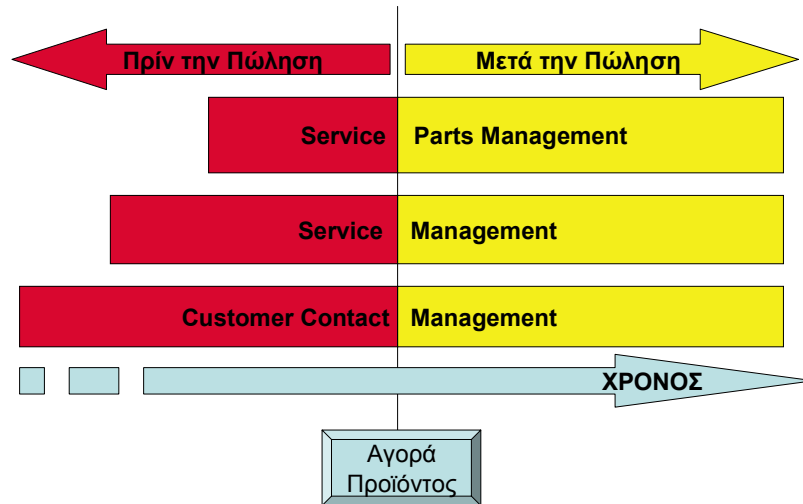 Πρίν την Πώληση
Μετά την Πώληση
Service Parts Management
Service Management
Customer Contact Management
ΧΡΟΝΟΣ
Αγορά
Προϊόντος